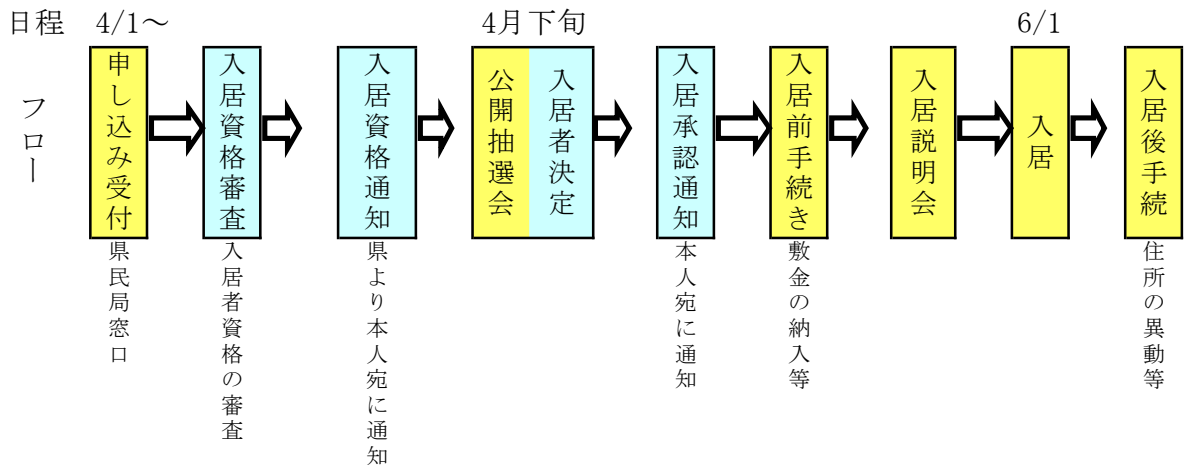 日程 4/1～ 4月下旬 6/1
フロー
申し込み受付
県民局窓口
入居資格審査
入居者資格の審査
入居資格通知
県より本人宛に通知
公開抽選会
入居者決定
入居承認通知
本人宛に通知
入居前手続き
敷金の納入等
入居説明会
入居
入居後手続
住所の異動等